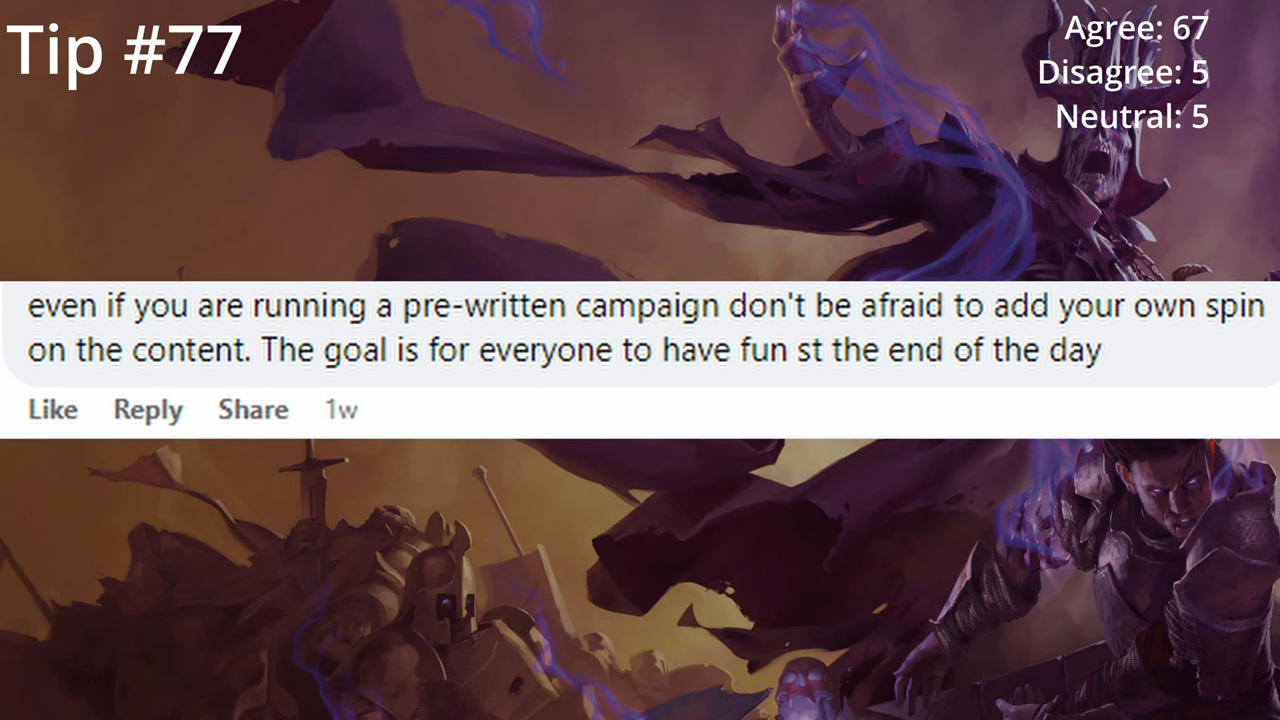 Tip #77
Agree: 67
Disagree: 5
Neutral: 5
even if you are running a pre-written campaign don't be afraid to add your own spin
on the content. The goal is for everyone to have fun st the end of the day
Like Reply Share 1w